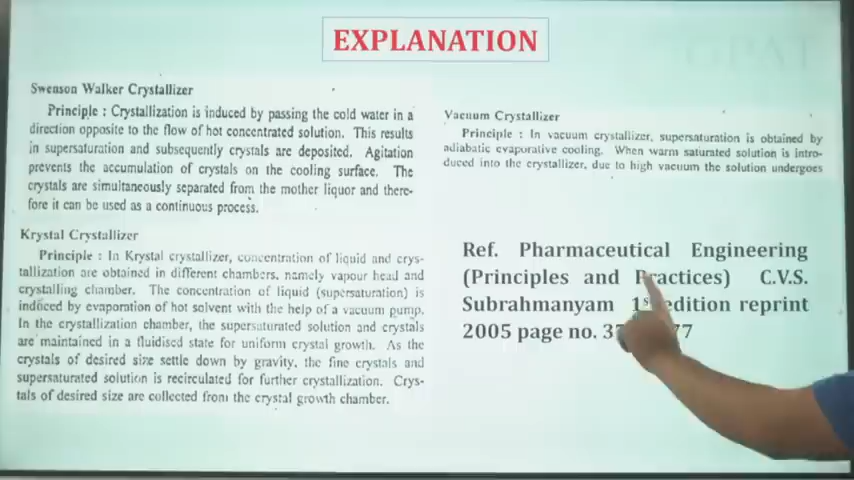 EXPLANATION
GPAT
Swenson Walker Crystallizer
Principle : Crystallization is induced by passing the cold water in a
direction opposite to the flow of hot concentrated solution. This results
in supersaturation and subsequently crystals are deposited. Agitation
prevents the accumulation of crystals on the cooling surface. The
crystals are simultaneously separated from the mother liquor and there-
fore it can be used as a continuous process.
Krystal Crystallizer
Principle : In Krystal crystallizer, concentration of liquid and crys-
tallization are obtained in different chambers, namely vapour head and
crystalling chamber. The concentration of liquid (supersaturation) is
induced by evaporation of hot solvent with the help of a vacuum pump.
In the crystallization chamber, the supersaturated solution and crystals
are maintained in a fluidised state for uniform crystal growth. As the
crystals of desired size settle down by gravity, the fine crystals and
supersaturated solution is recirculated for further crystallization. Crys-
tals of desired size are collected from the crystal growth chamber.
Vacuum Crystallizer
Principle : In vacuum crystallizer, supersaturation is obtained by
adiabatic evaporative cooling. When warm saturated solution is intro-
duced into the crystallizer, due to high vacuum the solution undergoes
Ref. Pharmaceutical Engineering
(Principles and Practices) C.V.S.
Subrahmanyam 1s edition reprint
2005 page no.